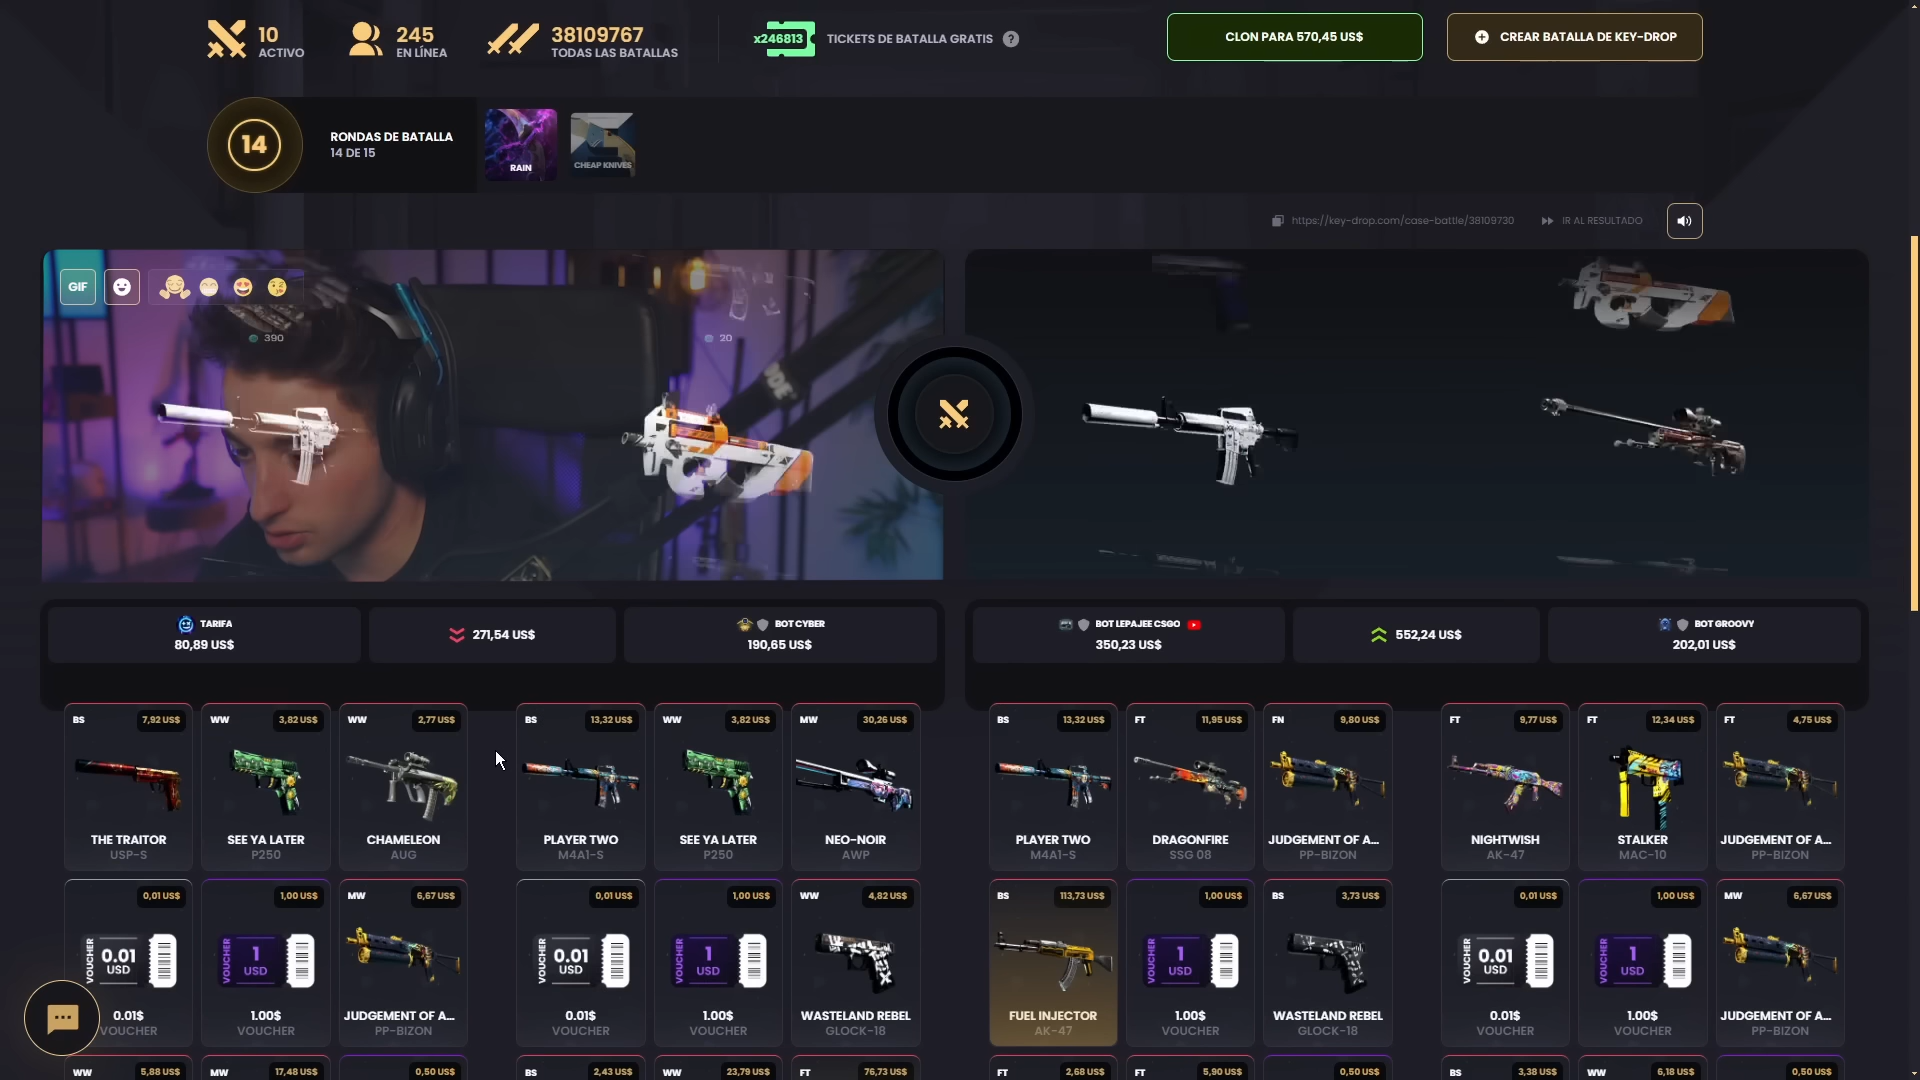 10
ACTIVO
245
EN LÍNEA
38109767
TODAS LAS BATALLAS
x246813
TICKETS DE BATALLA GRATIS
?
CLON PARA 570,45 US$
CREAR BATALLA DE KEY-DROP
14
RONDAS DE BATALLA
14 DE 15
RAIN
CHEAP KNIVES
https://key-drop.com/case-battle/38109730
IR AL RESULTADO
GIF
390
20
TARIFA
80,89 US$
271,54 US$
BOT CYBER
190,65 US$
BOT LEPAJEE CSGO
350,23 US$
552,24 US$
BOT GROOVY
202,01 US$
BS 7,92 US$
WW 3,82 US$
WW 2,77 US$
BS 13,32 US$
WW 3,82 US$
MW 30,26 US$
BS 13,32 US$
FT 11,95 US$
FN 9,80 US$
FT 9,77 US$
FT 12,34 US$
FT 4,75 US$
THE TRAITOR
USP-S
SEE YA LATER
P250
CHAMELEON
AUG
PLAYER TWO
M4A1-S
SEE YA LATER
P250
NEO-NOIR
AWP
PLAYER TWO
M4A1-S
DRAGONFIRE
SSG 08
JUDGEMENT OF A...
PP-BIZON
NIGHTWISH
AK-47
STALKER
MAC-10
JUDGEMENT OF A...
PP-BIZON
0,01 US$
1,00 US$
MW 6,67 US$
0,01 US$
1,00 US$
WW 4,82 US$
BS 113,73 US$
1,00 US$
BS 3,73 US$
0,01 US$
1,00 US$
MW 6,67 US$
VOUCHER 0.01 USD
VOUCHER 1 USD
VOUCHER 0.01 USD
VOUCHER 1 USD
VOUCHER 1 USD
VOUCHER 0.01 USD
VOUCHER 1 USD
0.01$
VOUCHER
1.00$
VOUCHER
JUDGEMENT OF A...
PP-BIZON
0.01$
VOUCHER
1.00$
VOUCHER
WASTELAND REBEL
GLOCK-18
FUEL INJECTOR
AK-47
1.00$
VOUCHER
WASTELAND REBEL
GLOCK-18
0.01$
VOUCHER
1.00$
VOUCHER
JUDGEMENT OF A...
PP-BIZON
WW 5,88 US$
MW 17,48 US$
0,50 US$
BS 2,43 US$
WW 23,79 US$
FT 76,73 US$
FT 2,68 US$
FT 5,90 US$
0,50 US$
BS 3,38 US$
WW 6,18 US$
0,50 US$